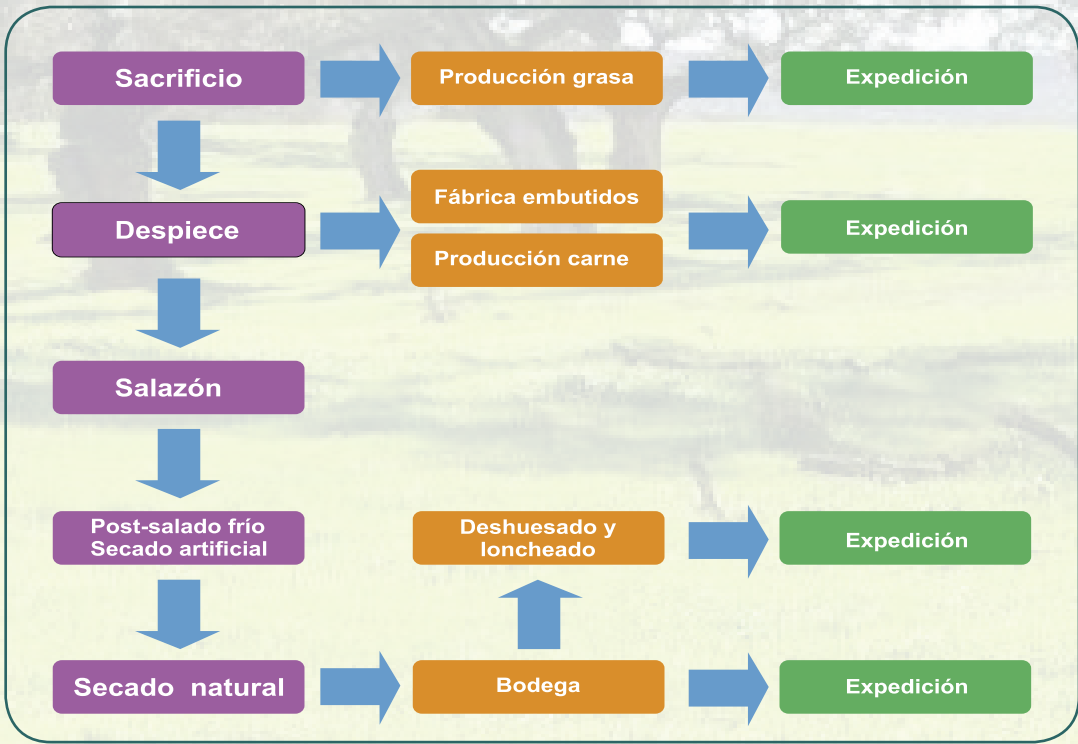 Sacrificio
Producción grasa
Expedición
Despiece
Fábrica embutidos
Producción carne
Expedición
Salazón
Post-salado frío
Secado artificial
Deshuesado y
loncheado
Expedición
Secado natural
Bodega
Expedición